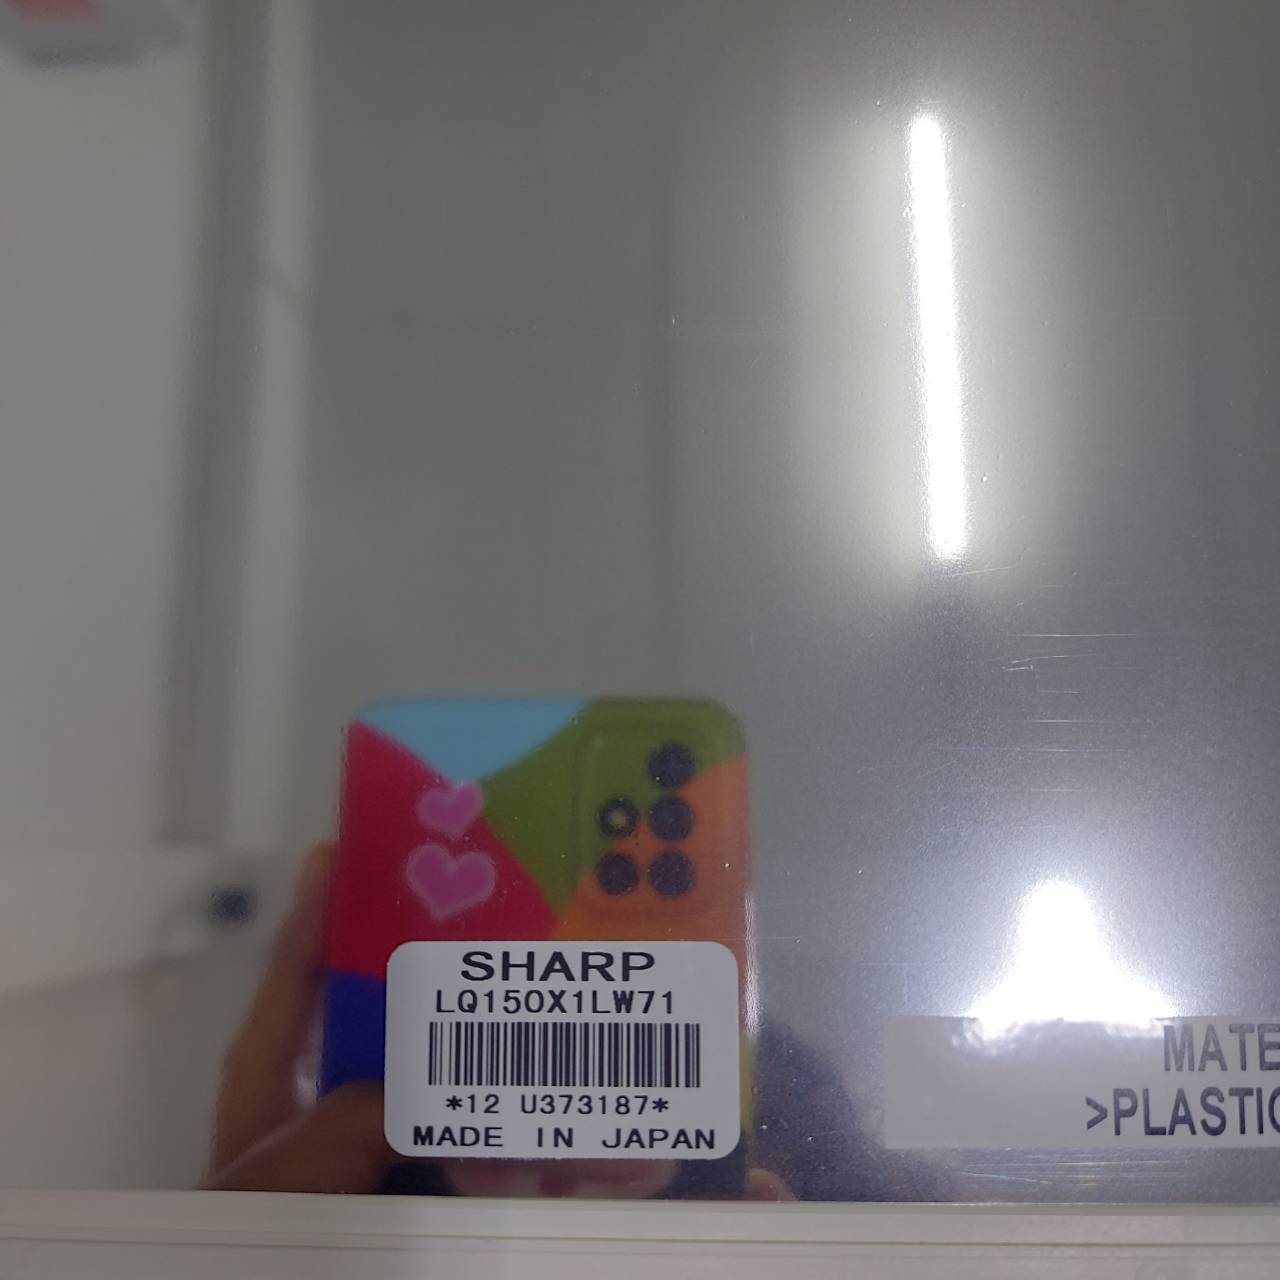 SHARP
LQ150X1LW71
*12 U373187*
MADE IN JAPAN
MATE
>PLASTIC